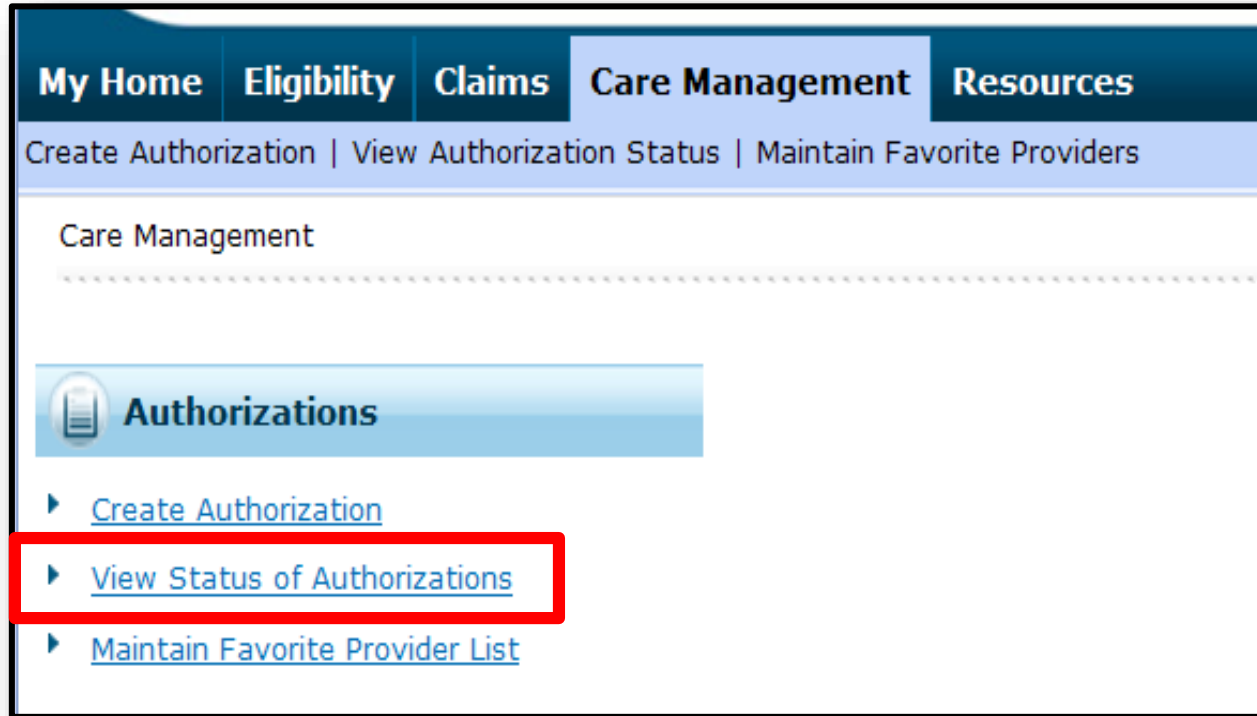 My Home Eligibility Claims Care Management Resources
Create Authorization | View Authorization Status | Maintain Favorite Providers
Care Management
Authorizations
Create Authorization
View Status of Authorizations
Maintain Favorite Provider List